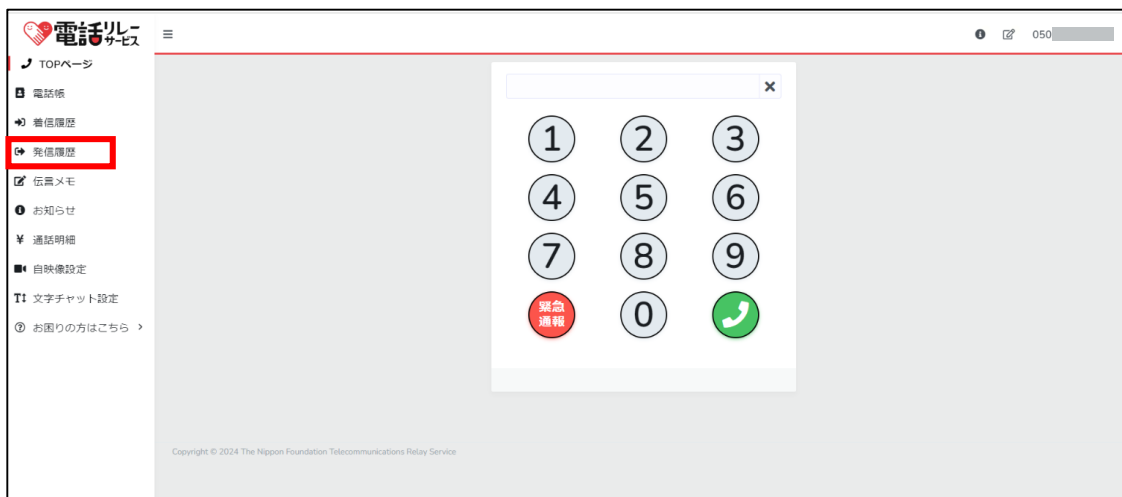 電話リレーサービス
050
TOPページ
電話帳
着信履歴
発信履歴
伝言メモ
お知らせ
¥ 通話明細
自映像設定
文字チャット設定
お困りの方はこちら
1 2 3
4 5 6
7 8 9
緊急通報 0
Copyright © 2024 The Nippon Foundation Telecommunications Relay Service